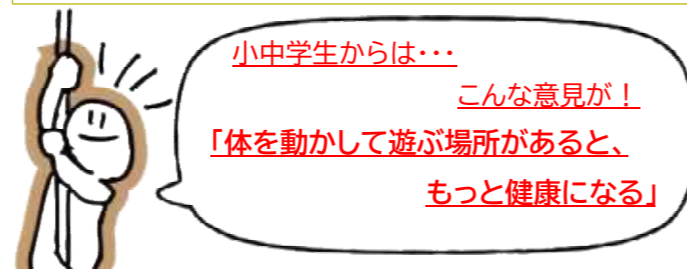 小中学生からは・・・
こんな意見が！
「体を動かして遊ぶ場所があると、
もっと健康になる」